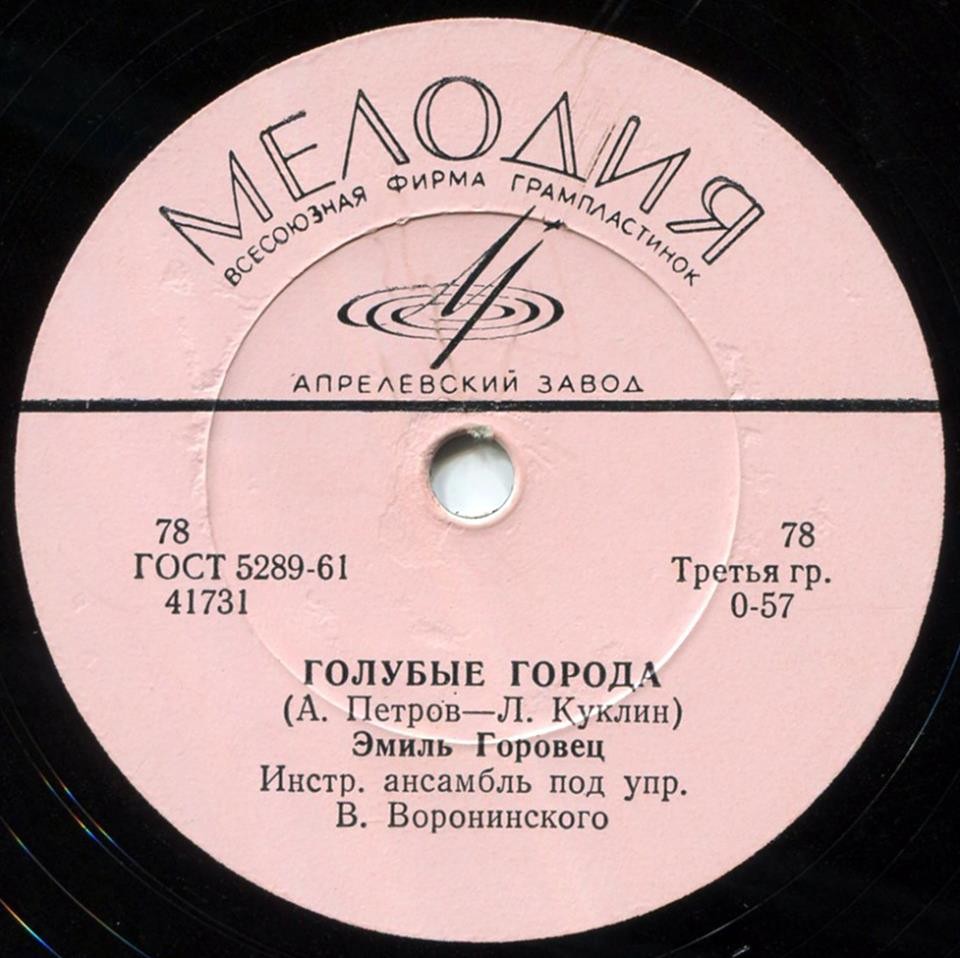 МЕЛОДИЯ
ВСЕСОЮЗНАЯ ФИРМА ГРАМПЛАСТИНОК
АПРЕЛЕВСКИЙ ЗАВОД
78
ГОСТ 5289-61
41731
78
Третья гр.
0-57
ГОЛУБЫЕ ГОРОДА
(А. Петров—Л. Куклин)
Эмиль Горовец
Инстр. ансамбль под упр.
В. Воронинского